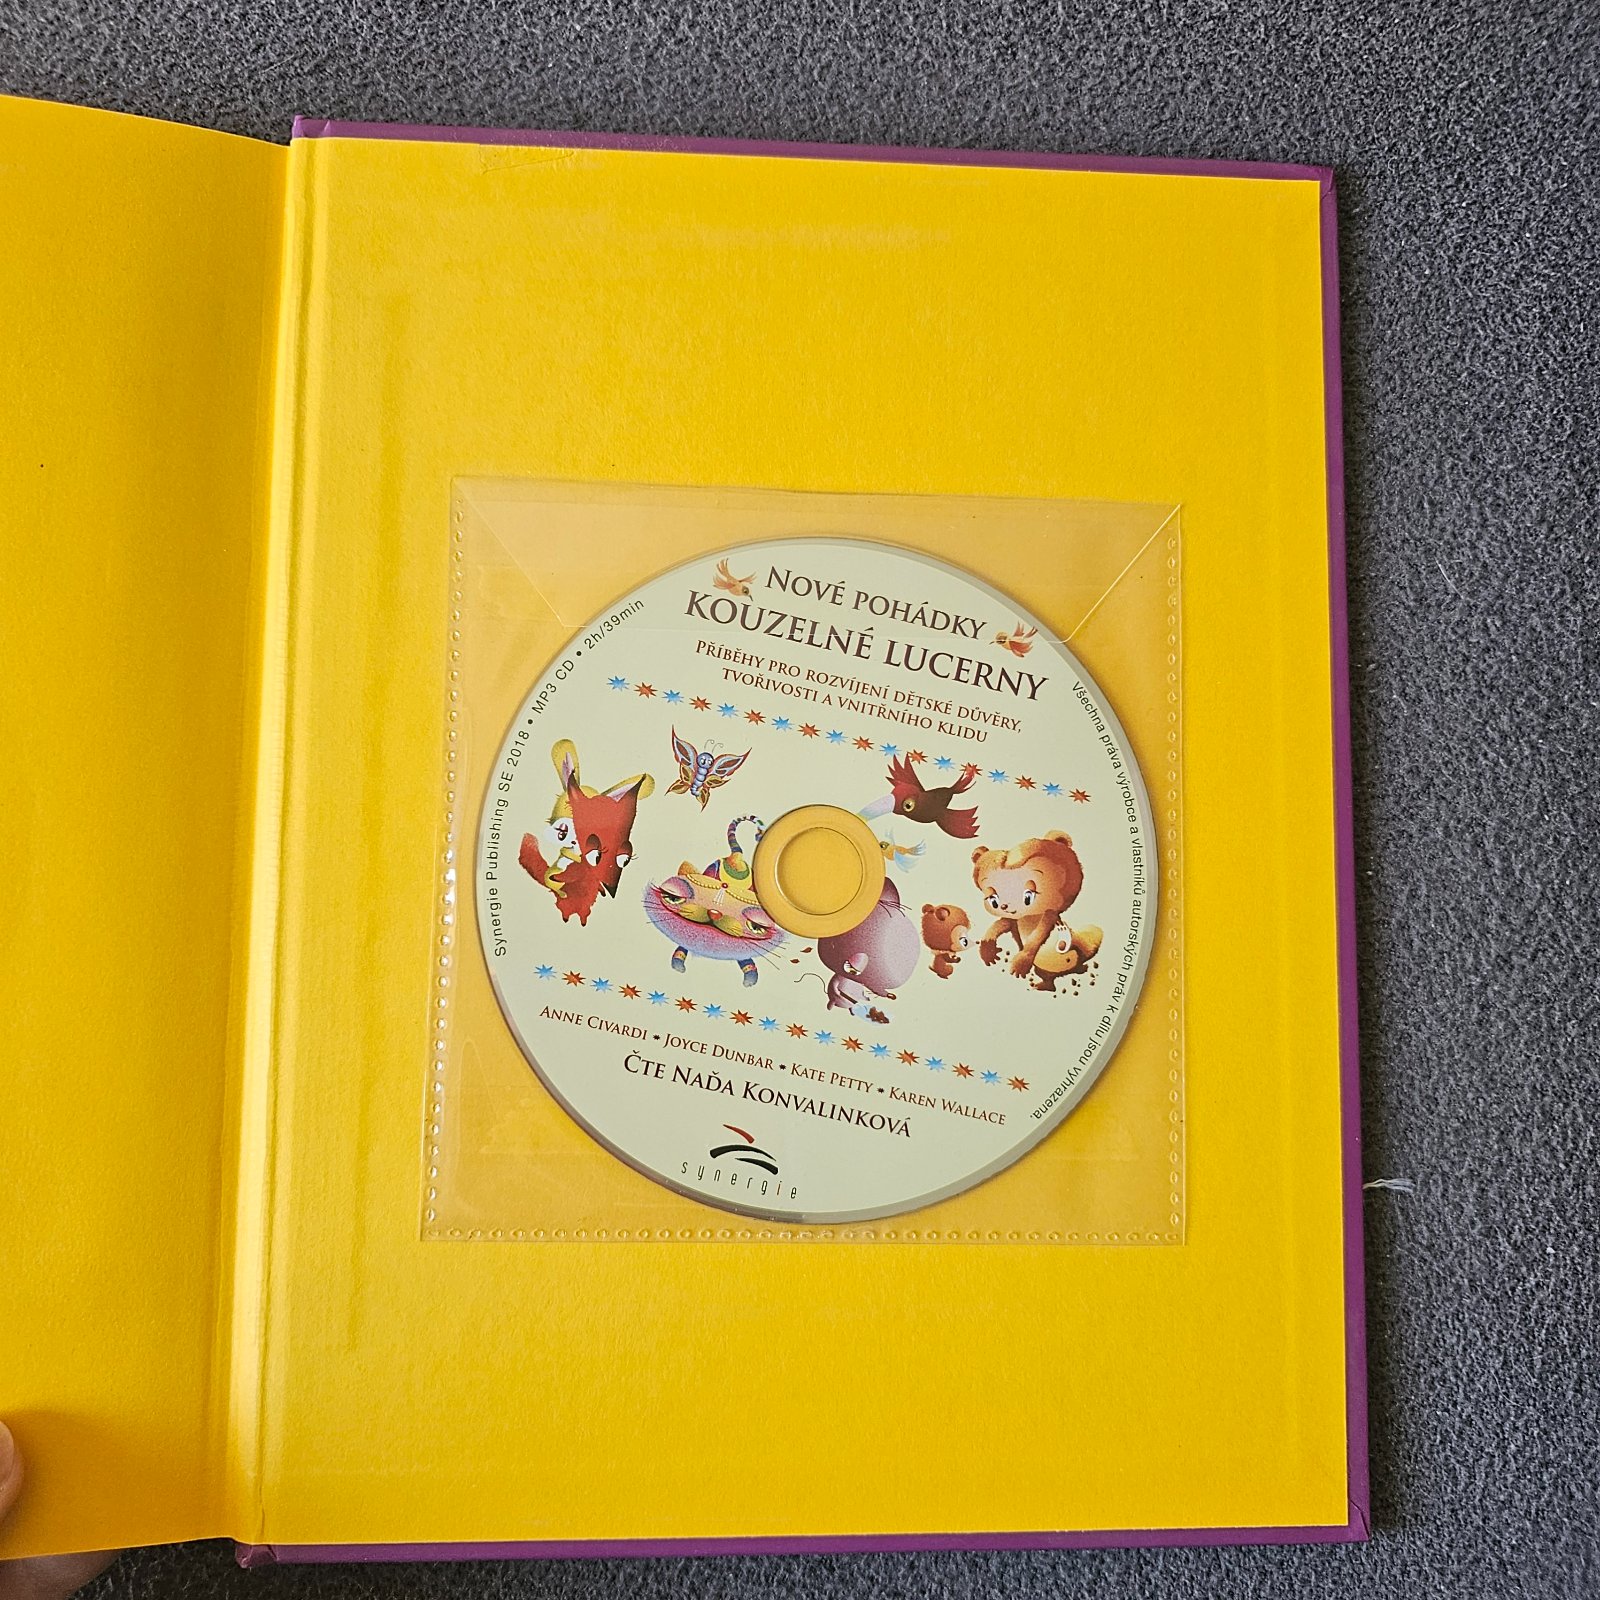 NOVÉ POHÁDKY
KOUZELNÉ LUCERNY
PŘÍBĚHY PRO ROZVÍJENÍ DĚTSKÉ DŮVĚRY,
TVOŘIVOSTI A VNITŘNÍHO KLIDU
Synergie Publishing SE 2018 • MP3 CD • 2h/39min
Všechna práva výrobce a vlastníků autorských práv k dílu jsou vyhrazena.
ANNE CIVARDI * JOYCE DUNBAR * KATE PETTY * KAREN WALLACE
ČTE NAĎA KONVALINKOVÁ
synergie